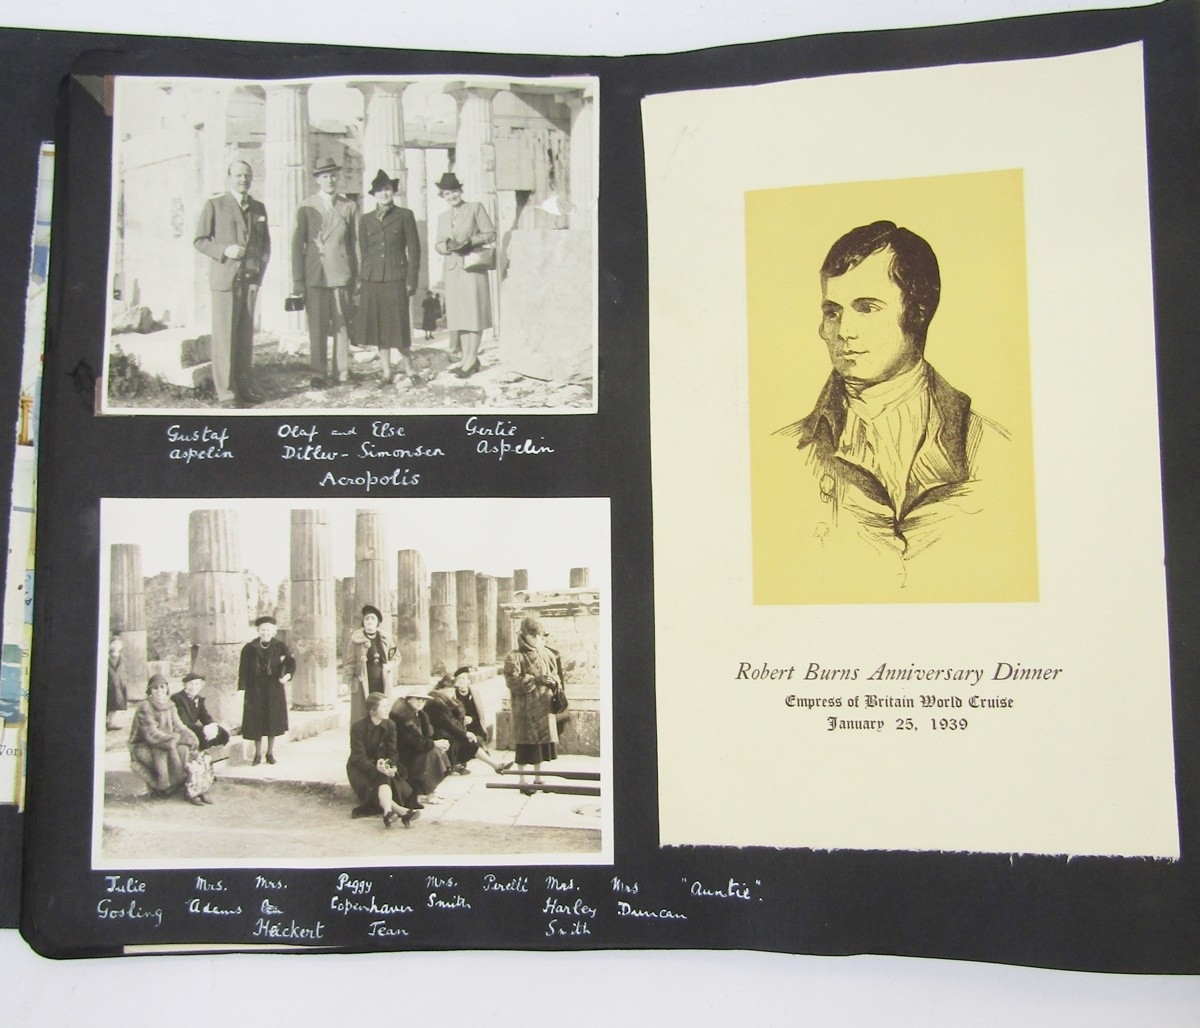 Gustaf Olaf and Else Gertie
Aspelin Ditlev-Simonsen Aspelin
Acropolis
Julie Mrs. Mrs. Peggy Mrs. Mrs. Mrs "Auntie".
Gosling Adams Copenhaver Smith Harley Duncan
Heckert Jean Smith
Robert Burns Anniversary Dinner
Empress of Britain World Cruise
January 25, 1939